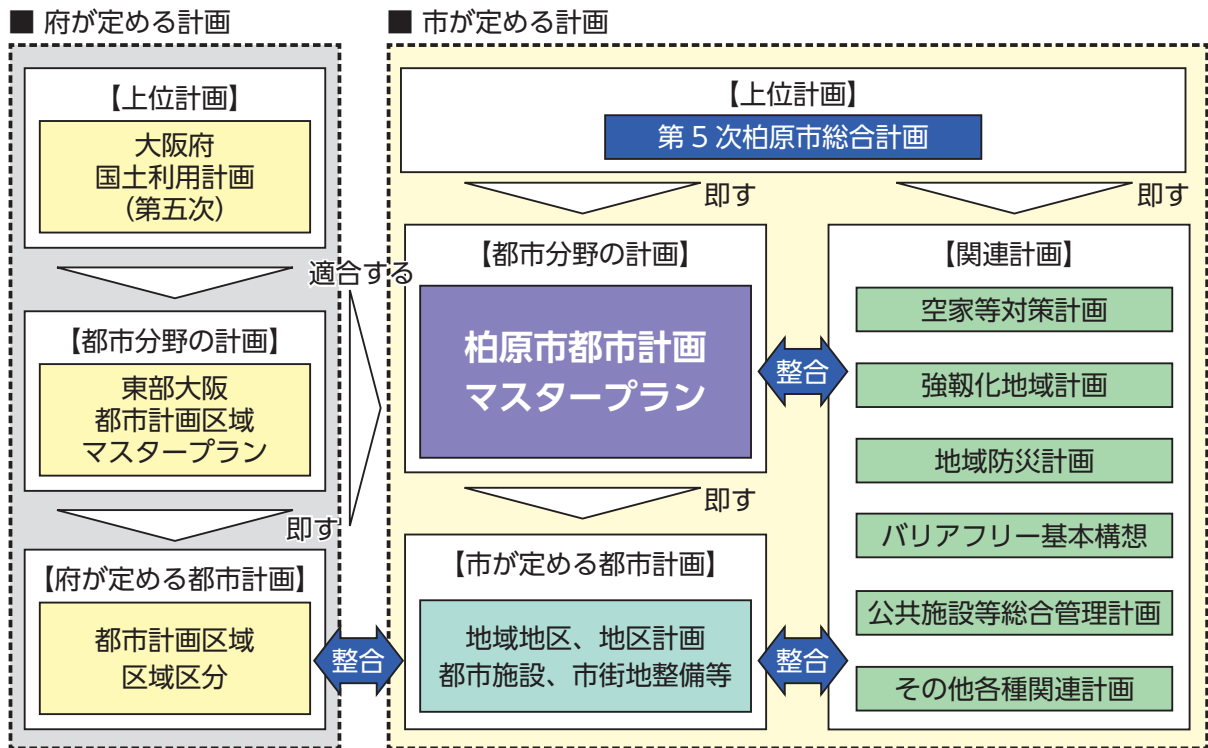 ■ 府が定める計画
【上位計画】
大阪府
国土利用計画
(第五次)
【都市分野の計画】
東部大阪
都市計画区域
マスタープラン
即す
【府が定める都市計画】
都市計画区域
区域区分
適合する
整合
■ 市が定める計画
【上位計画】
第5次柏原市総合計画
即す
即す
【都市分野の計画】
柏原市都市計画
マスタープラン
整合
即す
【市が定める都市計画】
地域地区、地区計画
都市施設、市街地整備等
整合
【関連計画】
空家等対策計画
強靱化地域計画
地域防災計画
バリアフリー基本構想
公共施設等総合管理計画
その他各種関連計画